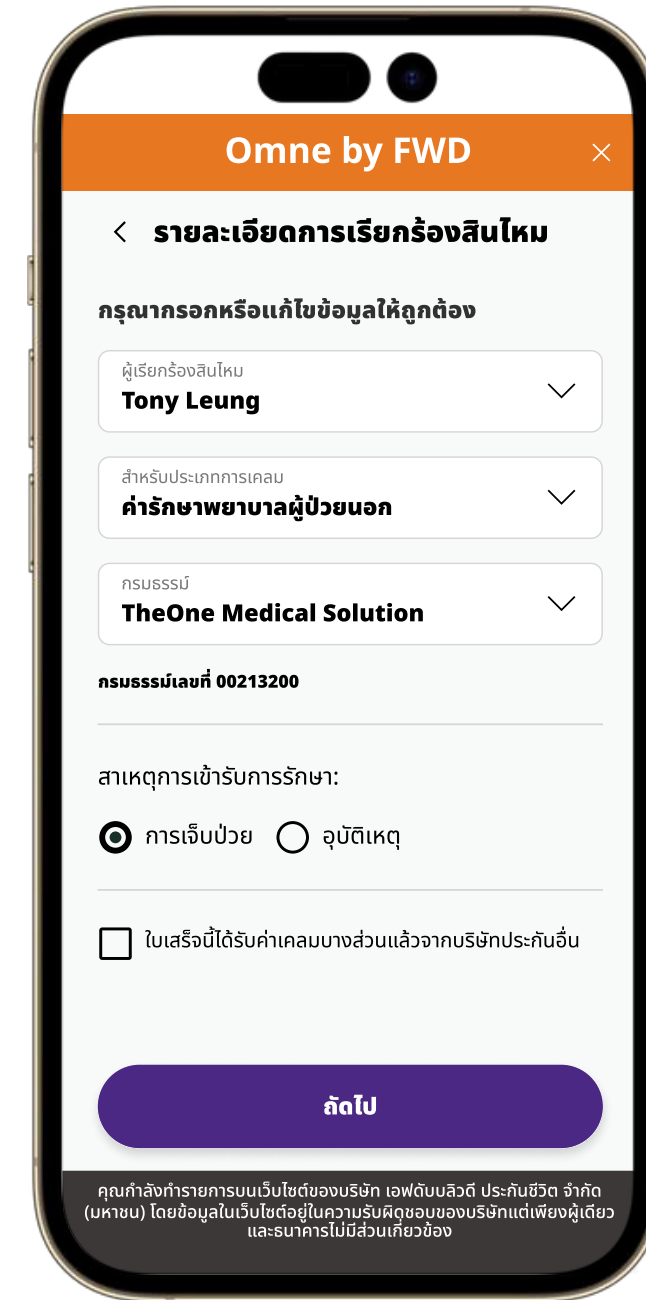 Omne by FWD
รายละเอียดการเรียกร้องสินไหม
กรุณากรอกหรือแก้ไขข้อมูลให้ถูกต้อง
ผู้เรียกร้องสินไหม
Tony Leung
สำหรับประเภทการเคลม
ค่ารักษาพยาบาลผู้ป่วยนอก
กรมธรรม์
TheOne Medical Solution
กรมธรรม์เลขที่ 00213200
สาเหตุการเข้ารับการรักษา:
การเจ็บป่วย อุบัติเหตุ
ใบเสร็จนี้ได้รับค่าเคลมบางส่วนแล้วจากบริษัทประกันอื่น
ถัดไป
คุณกำลังทำรายการบนเว็บไซต์ของบริษัท เอฟดับบลิวดี ประกันชีวิต จำกัด
(มหาชน) โดยข้อมูลในเว็บไซต์อยู่ในความรับผิดชอบของบริษัทแต่เพียงผู้เดียว
และธนาคารไม่มีส่วนเกี่ยวข้อง